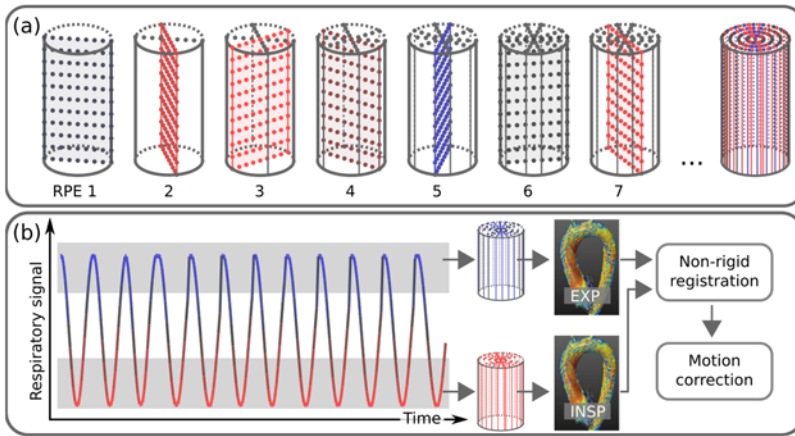 (a)
RPE 1 2 3 4 5 6 7 ...
(b)
Respiratory signal
Time
EXP
INSP
Non-rigid
registration
Motion
correction